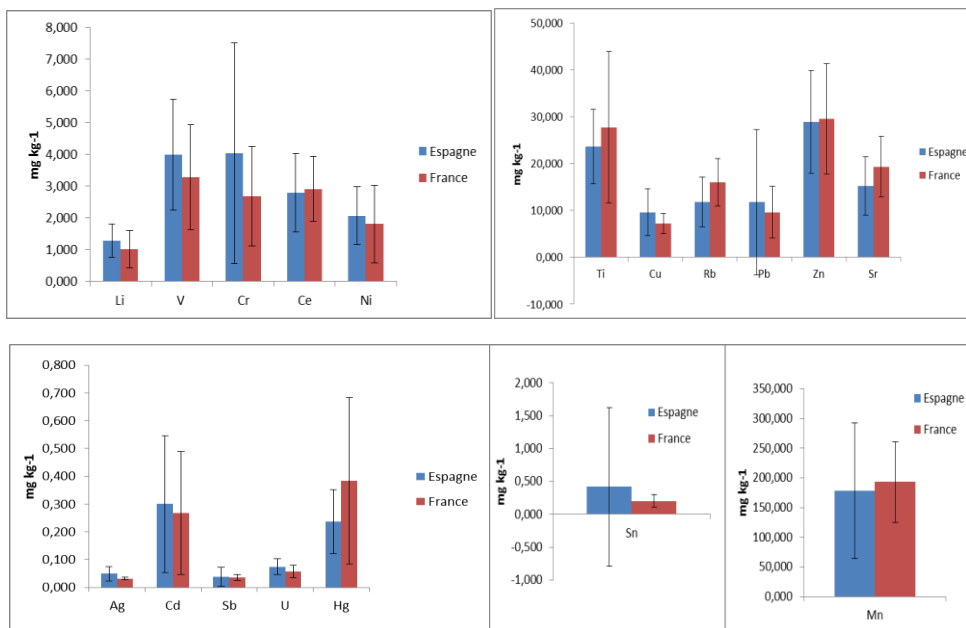 8,000
7,000
6,000
5,000
4,000
3,000
2,000
1,000
0,000
mg kg-1
Li V Cr Ce Ni
Espagne
France
50,000
40,000
30,000
20,000
10,000
0,000
-10,000
mg kg-1
Ti Cu Rb Pb Zn Sr
Espagne
France
0,800
0,700
0,600
0,500
0,400
0,300
0,200
0,100
0,000
mg kg-1
Ag Cd Sb U Hg
Espagne
France
2,000
1,500
1,000
0,500
0,000
-0,500
-1,000
mg kg-1
Sn
Espagne
France
350,000
300,000
250,000
200,000
150,000
100,000
50,000
0,000
mg kg-1
Mn
Espagne
France